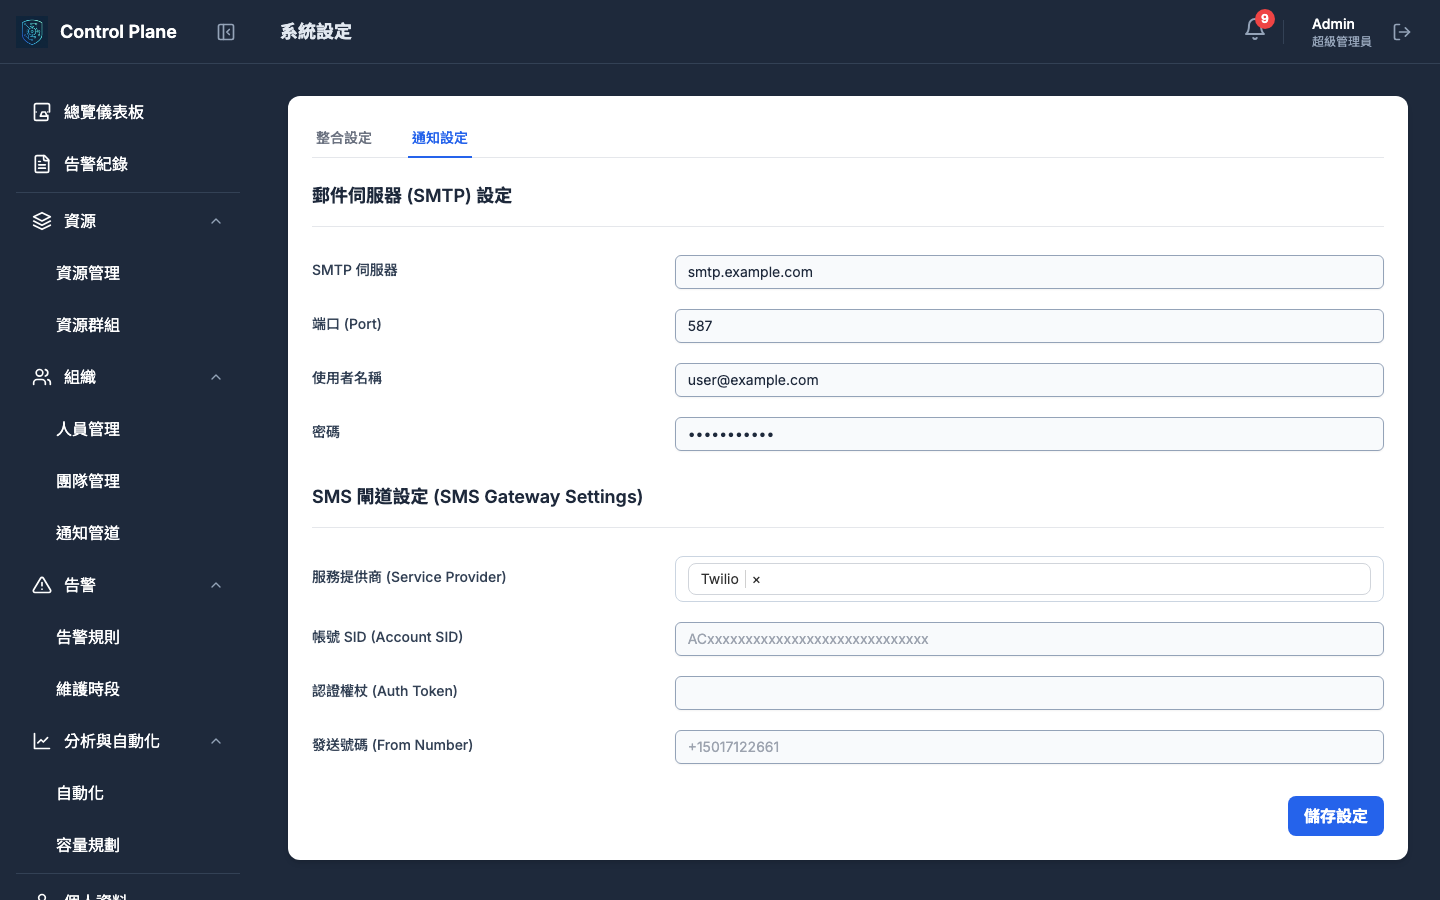 Control Plane
系統設定
9
Admin
超級管理員
總覽儀表板
告警紀錄
資源
資源管理
資源群組
組織
人員管理
團隊管理
通知管道
告警
告警規則
維護時段
分析與自動化
自動化
容量規劃
個人資料
整合設定
通知設定
郵件伺服器 (SMTP) 設定
SMTP 伺服器
smtp.example.com
端口 (Port)
587
使用者名稱
user@example.com
密碼
•••••••••••
SMS 閘道設定 (SMS Gateway Settings)
服務提供商 (Service Provider)
Twilio ×
帳號 SID (Account SID)
ACxxxxxxxxxxxxxxxxxxxxxxxxxxxxx
認證權杖 (Auth Token)
發送號碼 (From Number)
+15017122661
儲存設定